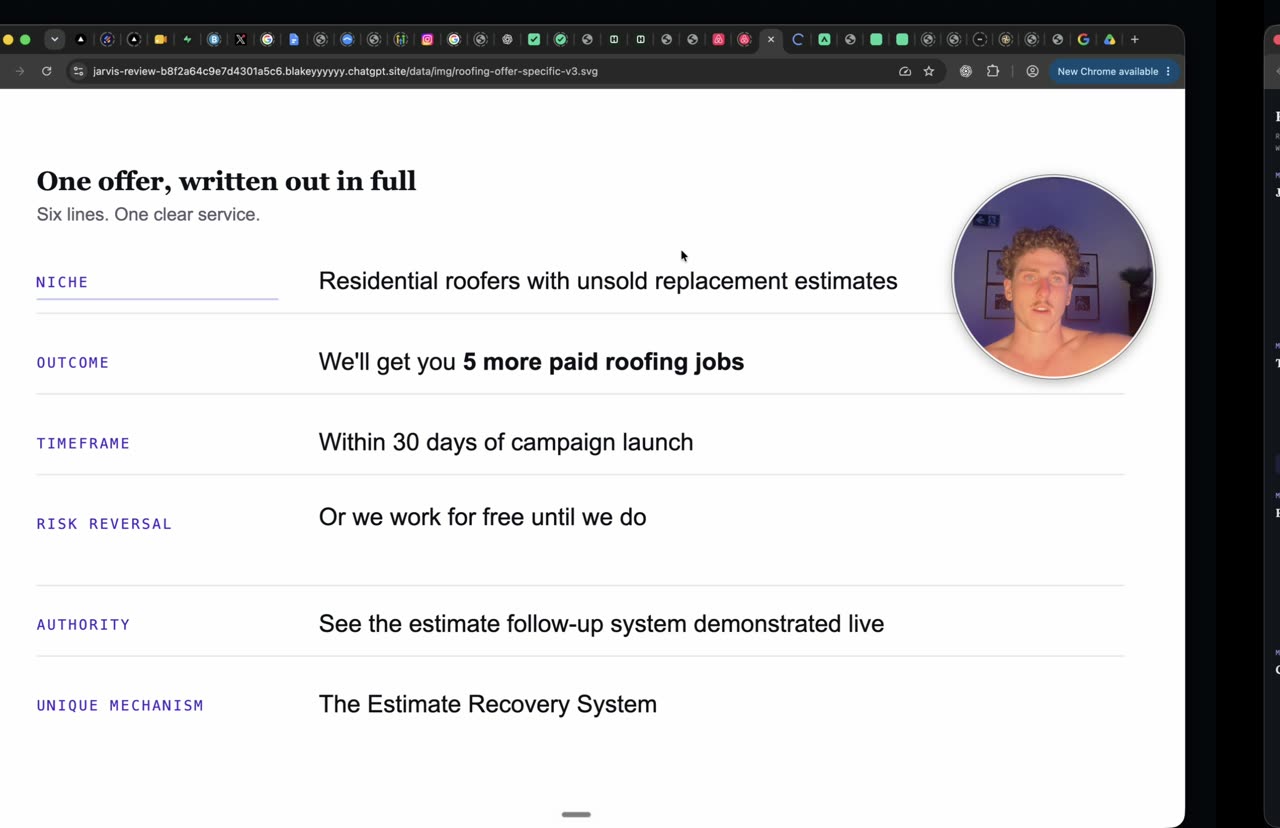 jarvis-review-b8f2a64c9e7d4301a5c6.blakeyyyyyy.chatgpt.site/data/img/roofing-offer-specific-v3.svg
New Chrome available
One offer, written out in full
Six lines. One clear service.
NICHE
Residential roofers with unsold replacement estimates
OUTCOME
We'll get you 5 more paid roofing jobs
TIMEFRAME
Within 30 days of campaign launch
RISK REVERSAL
Or we work for free until we do
AUTHORITY
See the estimate follow-up system demonstrated live
UNIQUE MECHANISM
The Estimate Recovery System